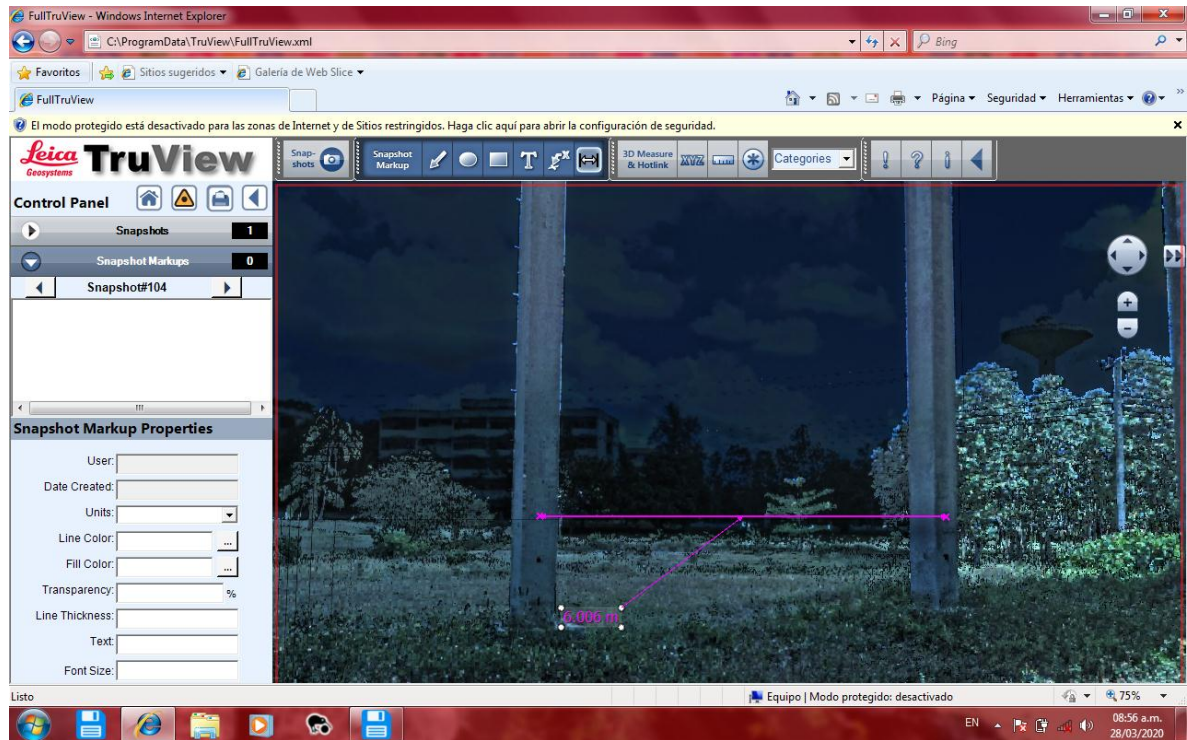 FullTruView - Windows Internet Explorer
C:\ProgramData\TruView\FullTruView.xml
Bing
Favoritos
Sitios sugeridos
Galería de Web Slice
FullTruView
Página
Seguridad
Herramientas
El modo protegido está desactivado para las zonas de Internet y de Sitios restringidos. Haga clic aquí para abrir la configuración de seguridad.
Leica
Geosystems
TruView
Snap-
shots
Snapshot
Markup
T
3D Measure
& Hotlink
XYZ
Categories
Control Panel
Snapshots 1
Snapshot Markups 0
Snapshot#104
Snapshot Markup Properties
User:
Date Created:
Units:
Line Color: ...
Fill Color: ...
Transparency: %
Line Thickness:
Text:
Font Size:
6.006 m
Listo
Equipo | Modo protegido: desactivado
75%
EN
08:56 a.m.
28/03/2020